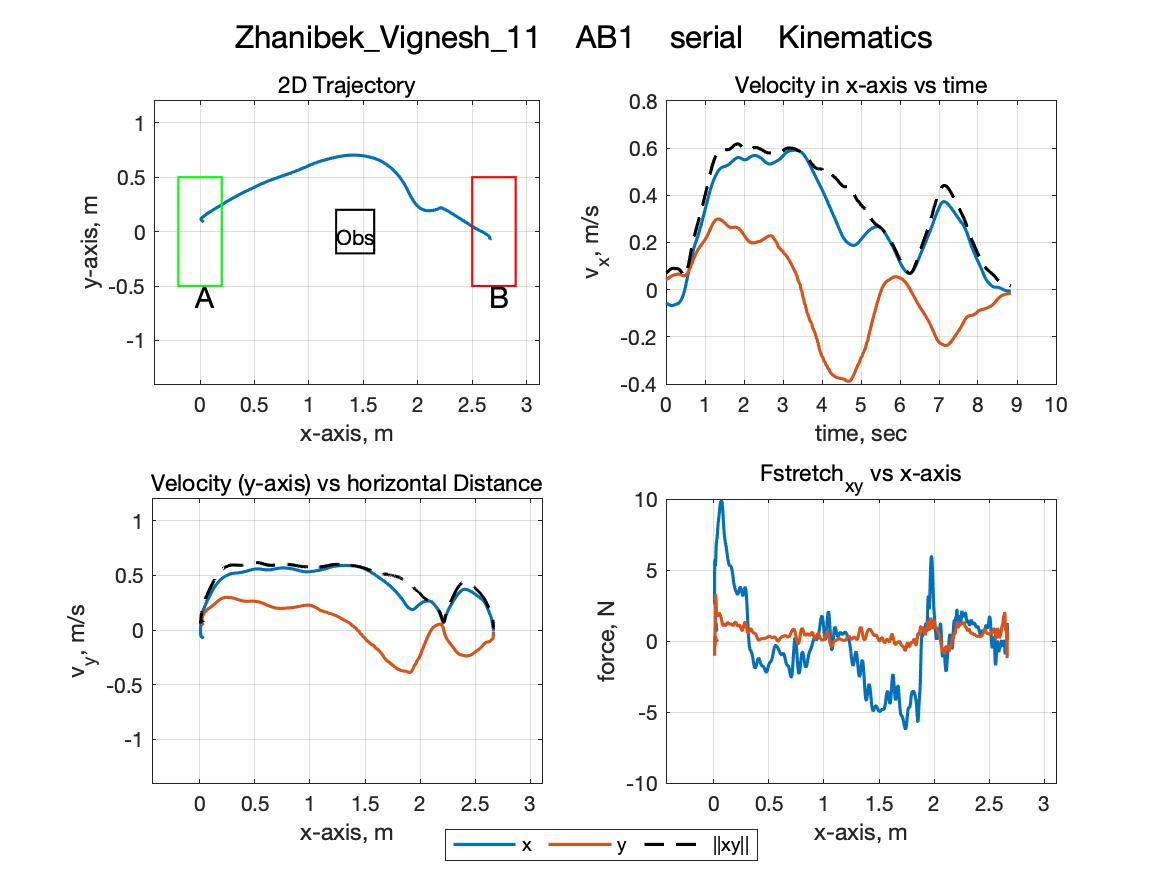 Zhanibek_Vignesh_11 AB1 serial Kinematics
2D Trajectory
1
0.5
0
-0.5
-1
y-axis, m
Obs
A
B
0 0.5 1 1.5 2 2.5 3
x-axis, m
Velocity in x-axis vs time
0.8
0.6
0.4
0.2
0
-0.2
-0.4
vx, m/s
0 1 2 3 4 5 6 7 8 9 10
time, sec
Velocity (y-axis) vs horizontal Distance
1
0.5
0
-0.5
-1
vy, m/s
0 0.5 1 1.5 2 2.5 3
x-axis, m
Fstretchxy vs x-axis
10
5
0
-5
-10
force, N
0 0.5 1 1.5 2 2.5 3
x-axis, m
x y ||xy||